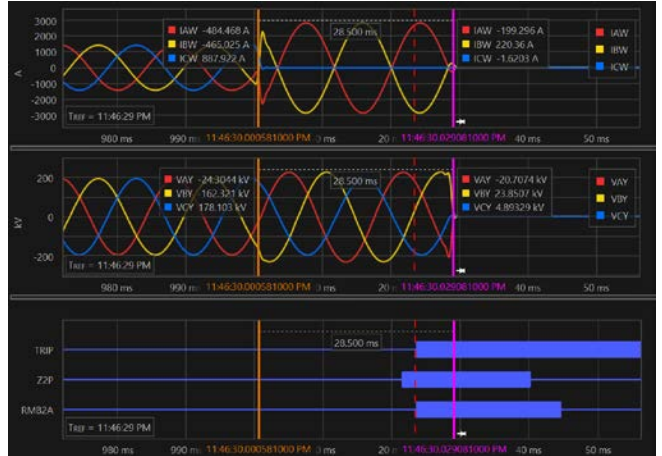 3000
2000
1000
0
-1000
-2000
-3000
A
IAW -484.468 A
IBW -465.025 A
ICW 887.922 A
28.500 ms
IAW -199.296 A
IBW 220.36 A
ICW -1.6203 A
IAW
IBW
ICW
TREF = 11:46:29 PM
980 ms 990 m 11:46:30.000581000 PM 0 ms 20 r 11:46:30.029081000 PM 40 ms 50 ms
200
0
-200
kV
VAY -24.3044 kV
VBY -162.321 kV
VCY 178.103 kV
28.500 ms
VAY -20.7074 kV
VBY 23.8507 kV
VCY 4.89329 kV
VAY
VBY
VCY
TREF = 11:46:29 PM
980 ms 990 m 11:46:30.000581000 PM 0 ms 20 r 11:46:30.029081000 PM 40 ms 50 ms
28.500 ms
TRIP
Z2P
RMB2A
TREF = 11:46:29 PM
980 ms 990 m 11:46:30.000581000 PM 0 ms 20 r 11:46:30.029081000 PM 40 ms 50 ms